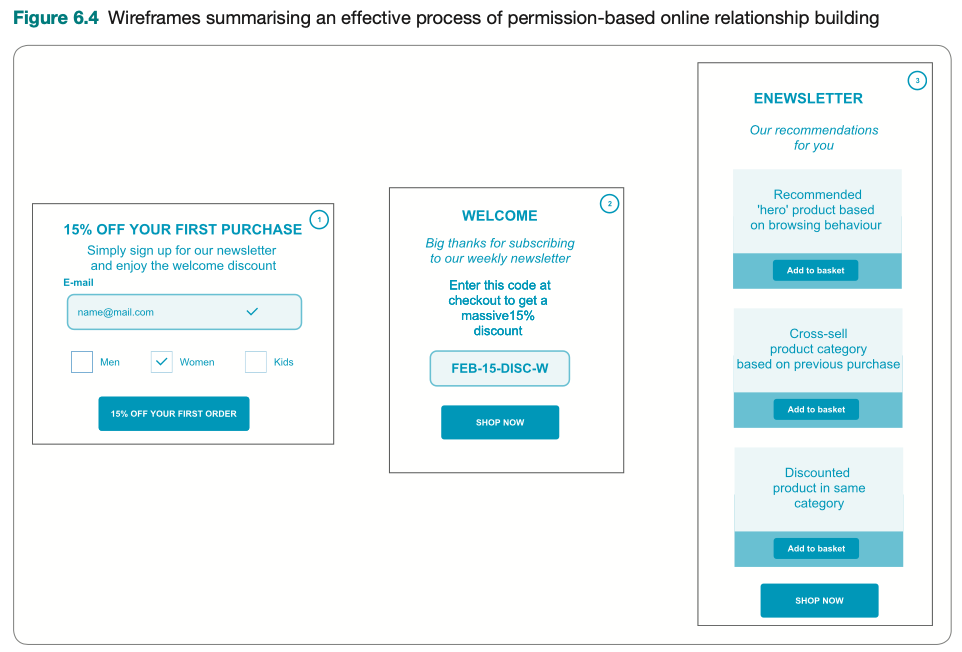 Figure 6.4 Wireframes summarising an effective process of permission-based online relationship building
1
15% OFF YOUR FIRST PURCHASE
Simply sign up for our newsletter
and enjoy the welcome discount
E-mail
name@mail.com
Men
Women
Kids
15% OFF YOUR FIRST ORDER
2
WELCOME
Big thanks for subscribing
to our weekly newsletter
Enter this code at
checkout to get a
massive15%
discount
FEB-15-DISC-W
SHOP NOW
3
ENEWSLETTER
Our recommendations
for you
Recommended
'hero' product based
on browsing behaviour
Add to basket
Cross-sell
product category
based on previous purchase
Add to basket
Discounted
product in same
category
Add to basket
SHOP NOW